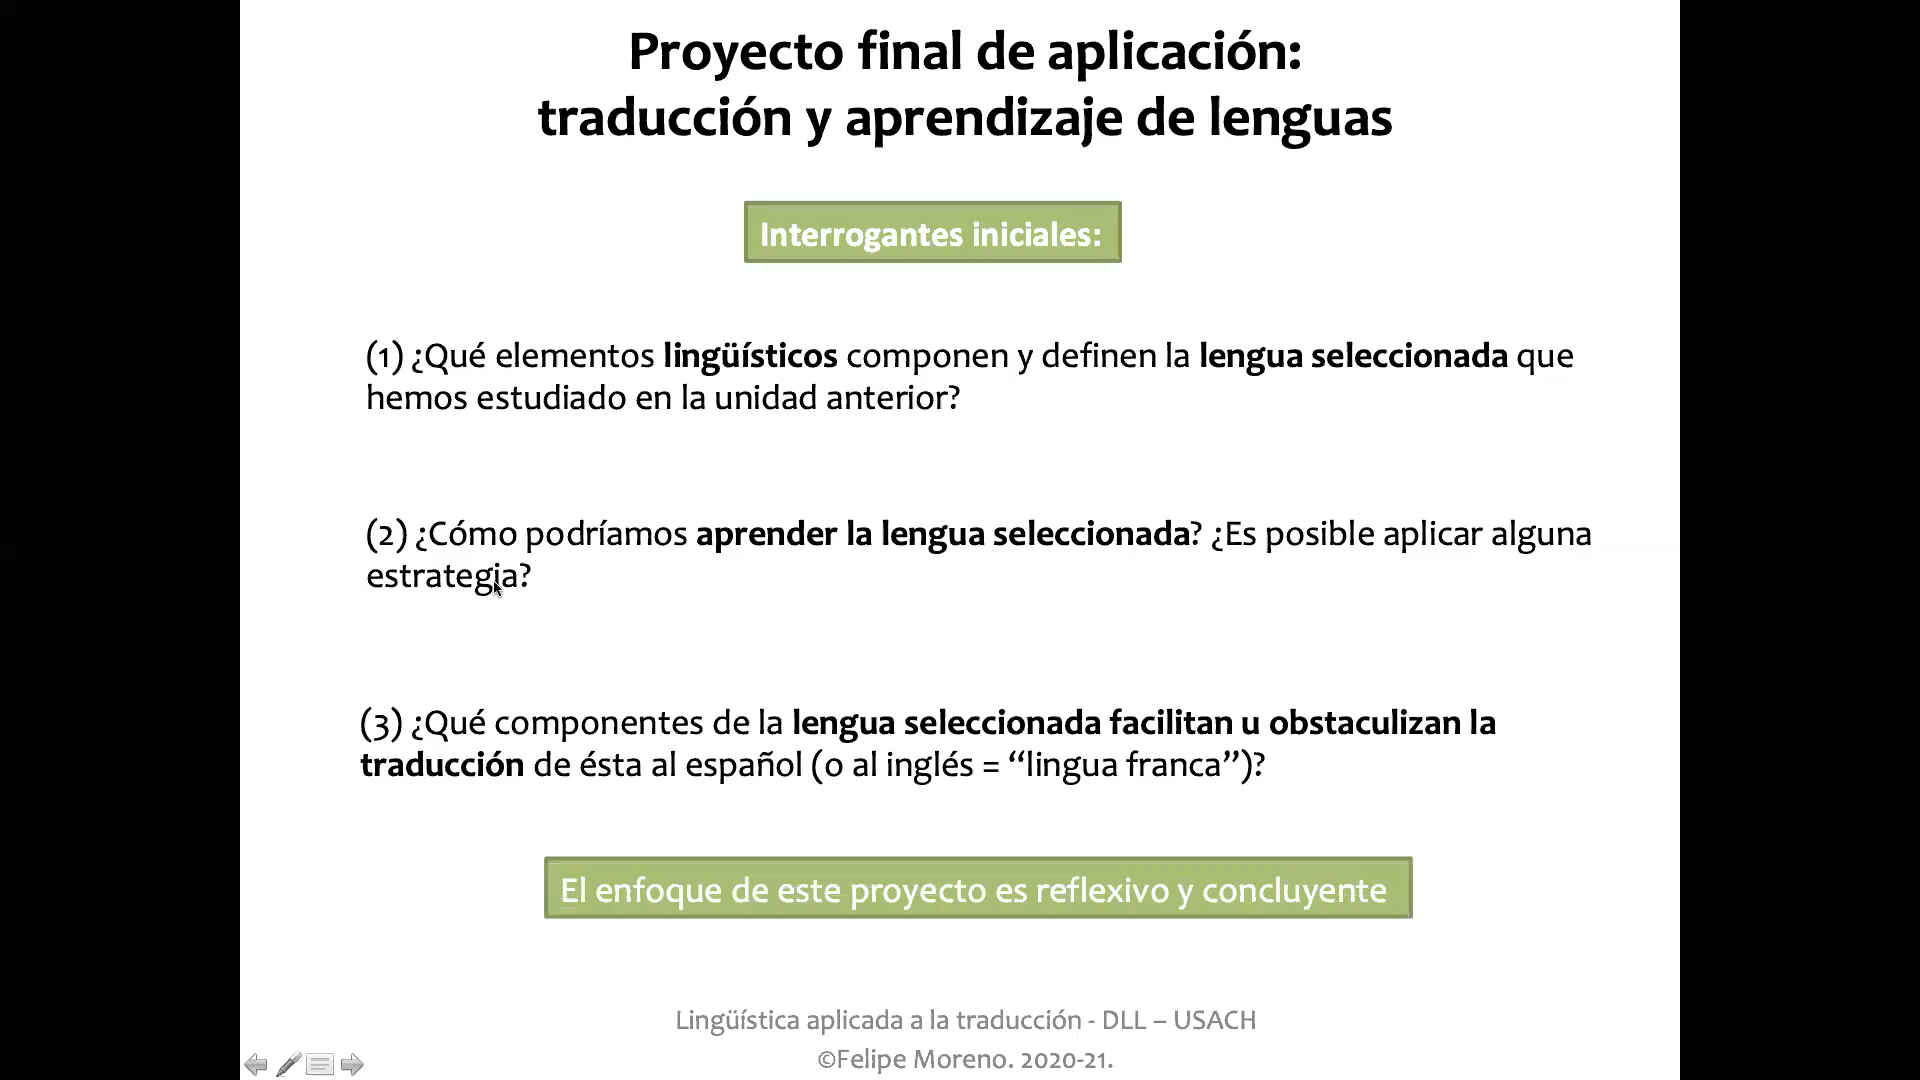 Proyecto final de aplicación:
traducción y aprendizaje de lenguas
Interrogantes iniciales:
(1) ¿Qué elementos lingüísticos componen y definen la lengua seleccionada que
hemos estudiado en la unidad anterior?
(2) ¿Cómo podríamos aprender la lengua seleccionada? ¿Es posible aplicar alguna
estrategia?
(3) ¿Qué componentes de la lengua seleccionada facilitan u obstaculizan la
traducción de ésta al español (o al inglés = “lingua franca”)?
El enfoque de este proyecto es reflexivo y concluyente
Lingüística aplicada a la traducción - DLL – USACH
©Felipe Moreno. 2020-21.